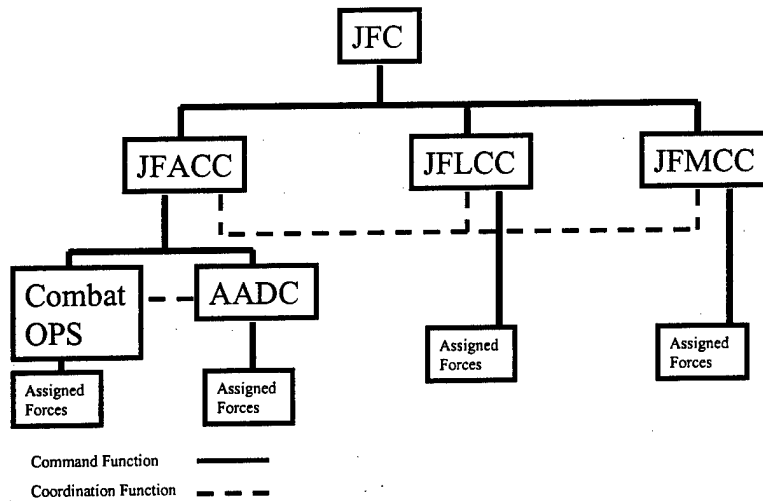 JFC
JFACC
JFLCC
JFMCC
Combat
OPS
AADC
Assigned
Forces
Assigned
Forces
Assigned
Forces
Assigned
Forces
Command Function
Coordination Function